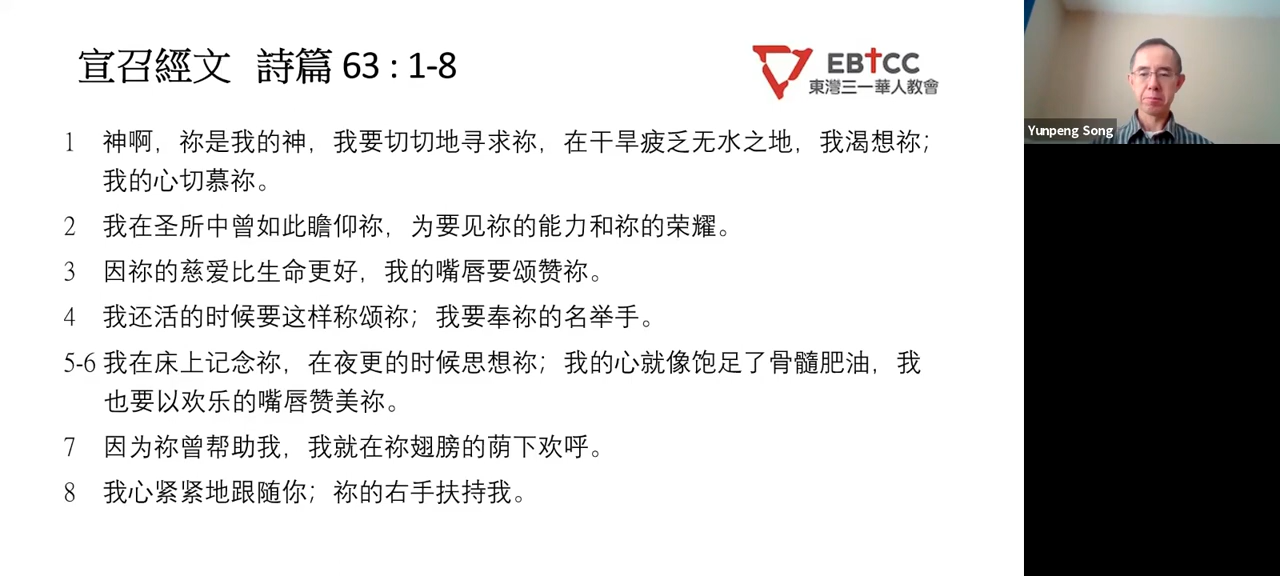 宣召經文 詩篇 63 : 1-8
EBTCC
東灣三一華人教會
Yunpeng Song
1 神啊，祢是我的神，我要切切地寻求祢，在干旱疲乏无水之地，我渴想祢；
我的心切慕祢。
2 我在圣所中曾如此瞻仰祢，为要见祢的能力和祢的荣耀。
3 因祢的慈爱比生命更好，我的嘴唇要颂赞祢。
4 我还活的时候要这样称颂祢；我要奉祢的名举手。
5-6 我在床上记念祢，在夜更的时候思想祢；我的心就像饱足了骨髓肥油，我
也要以欢乐的嘴唇赞美祢。
7 因为祢曾帮助我，我就在祢翅膀的荫下欢呼。
8 我心紧紧地跟随你；祢的右手扶持我。